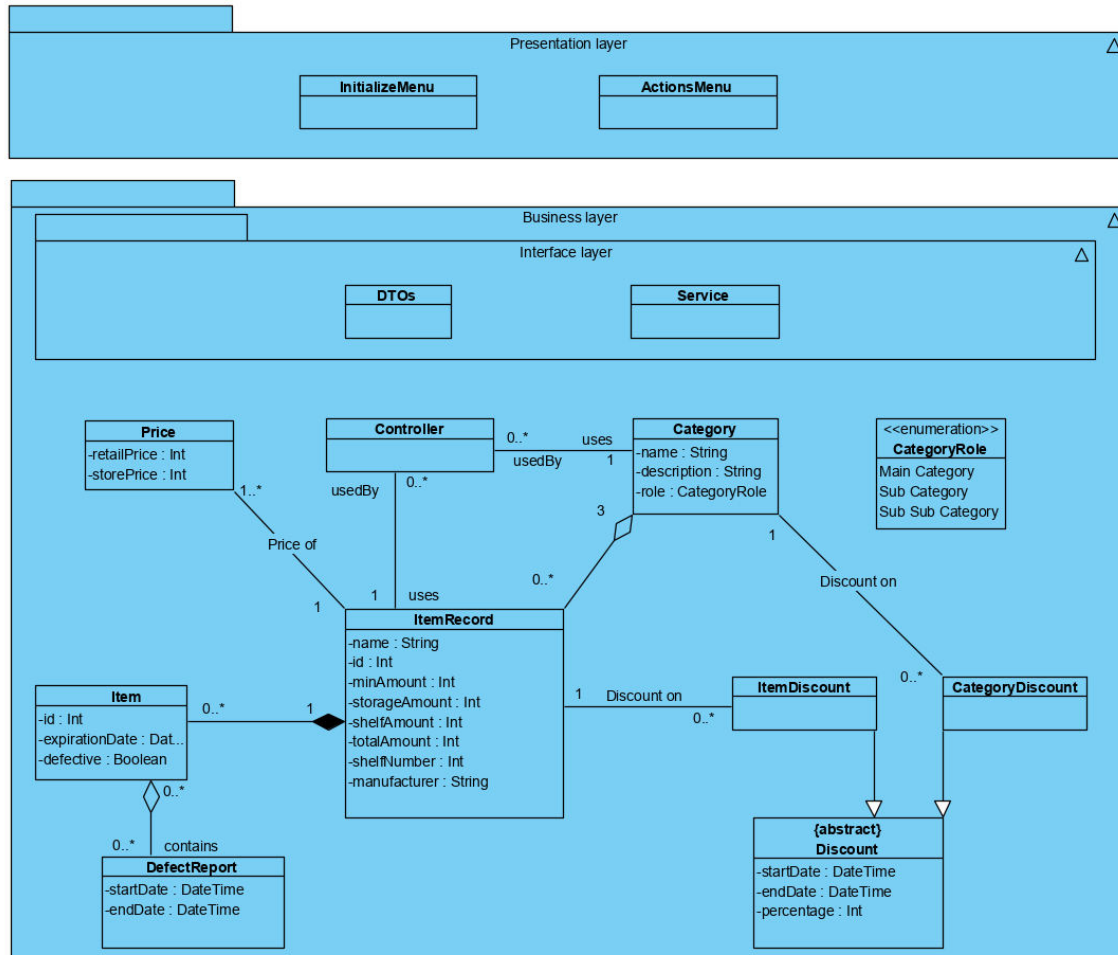 Presentation layer
InitializeMenu
ActionsMenu
Business layer
Interface layer
DTOs
Service
Price
-retailPrice : Int
-storePrice : Int
Controller
0..*
uses
usedBy
1
Category
-name : String
-description : String
-role : CategoryRole
<<enumeration>>
CategoryRole
Main Category
Sub Category
Sub Sub Category
1..*
usedBy
0..*
3
1
Price of
0..*
Discount on
1
1
uses
ItemRecord
-name : String
-id : Int
-minAmount : Int
-storageAmount : Int
-shelfAmount : Int
-totalAmount : Int
-shelfNumber : Int
-manufacturer : String
Item
-id : Int
-expirationDate : Dat...
-defective : Boolean
0..*
1
1
Discount on
0..*
ItemDiscount
0..*
CategoryDiscount
0..*
0..*
contains
DefectReport
-startDate : DateTime
-endDate : DateTime
{abstract}
Discount
-startDate : DateTime
-endDate : DateTime
-percentage : Int